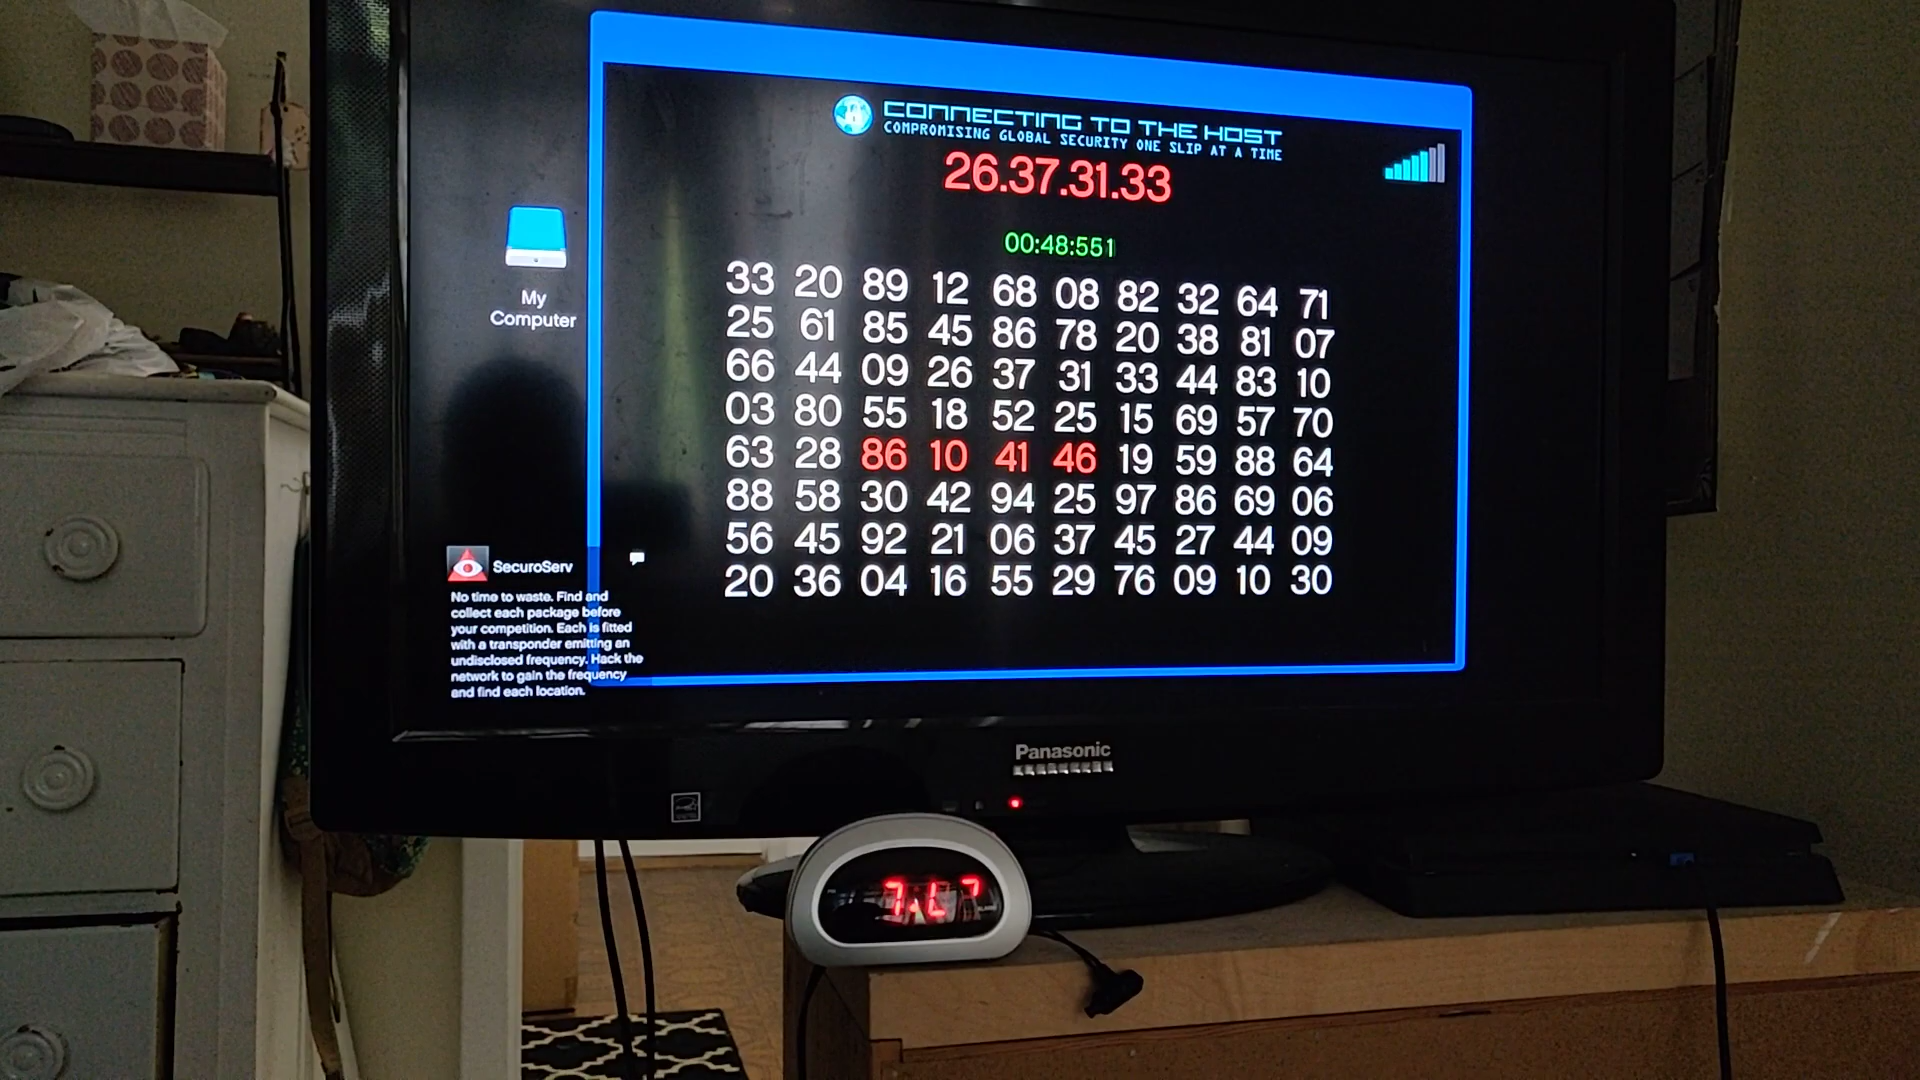 CONNECTING TO THE HOST
COMPROMISING GLOBAL SECURITY ONE SLIP AT A TIME
26.37.31.33
00:48:551
33 20 89 12 68 08 82 32 64 71
25 61 85 45 86 78 20 38 81 07
66 44 09 26 37 31 33 44 83 10
03 80 55 18 52 25 15 69 57 70
63 28 86 10 41 46 19 59 88 64
88 58 30 42 94 25 97 86 69 06
56 45 92 21 06 37 45 27 44 09
20 36 04 16 55 29 76 09 10 30
My
Computer
SecuroServ
No time to waste. Find and
collect each package before
your competition. Each is fitted
with a transponder emitting an
undisclosed frequency. Hack the
network to gain the frequency
and find each location.
Panasonic